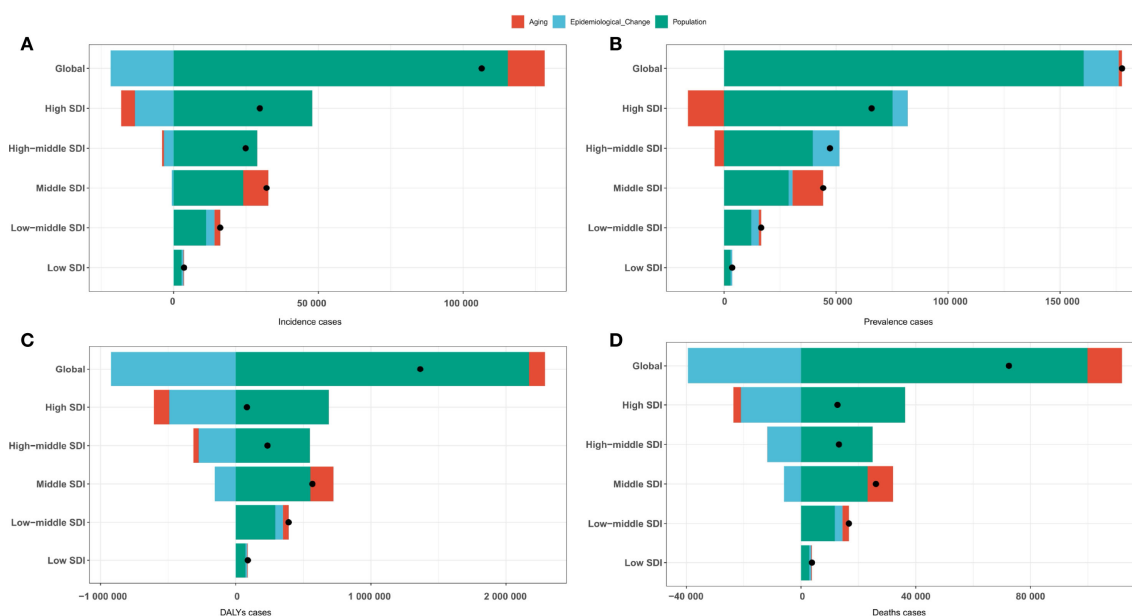 Aging Epidemiological_Change Population
A
Global
High SDI
High−middle SDI
Middle SDI
Low−middle SDI
Low SDI
0 50 000 100 000
Incidence cases
B
Global
High SDI
High−middle SDI
Middle SDI
Low−middle SDI
Low SDI
0 50 000 100 000 150 000
Prevalence cases
C
Global
High SDI
High−middle SDI
Middle SDI
Low−middle SDI
Low SDI
−1 000 000 0 1 000 000 2 000 000
DALYs cases
D
Global
High SDI
High−middle SDI
Middle SDI
Low−middle SDI
Low SDI
−40 000 0 40 000 80 000
Deaths cases